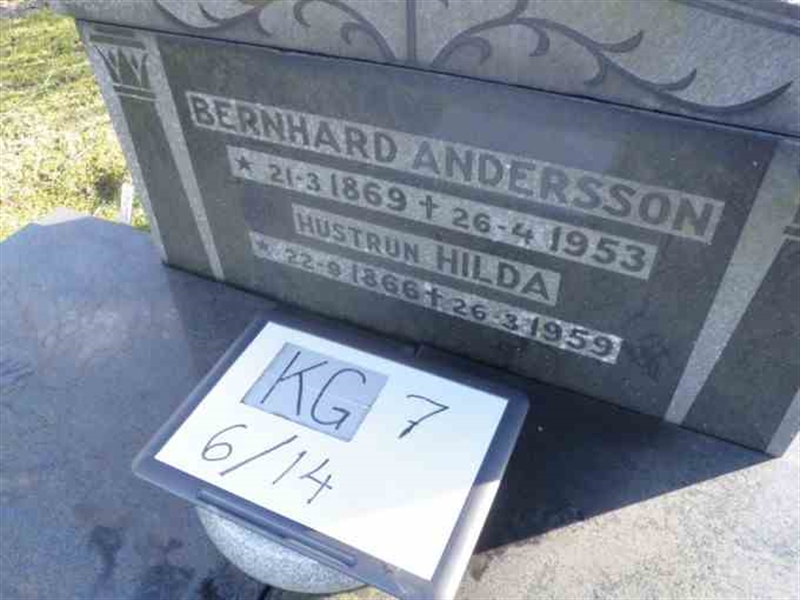 BERNHARD ANDERSSON
* 21-3 1869 † 26-4 1953
HUSTRUN HILDA
* 22-9 1866 † 26-3 1959
KG 7
6/14